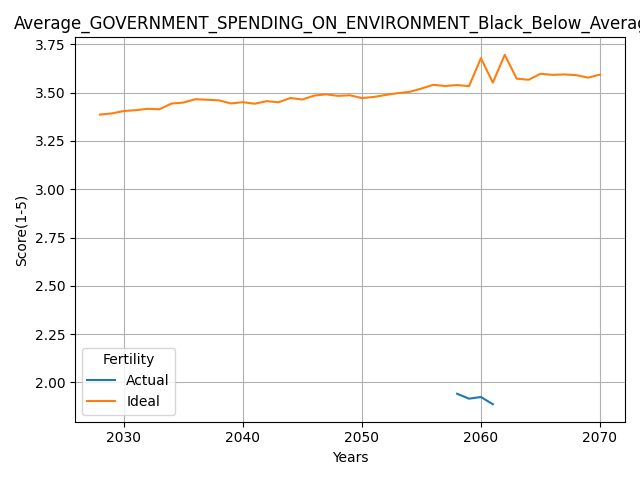 Average_GOVERNMENT_SPENDING_ON_ENVIRONMENT_Black_Below_Averag
3.75
3.50
3.25
3.00
2.75
2.50
2.25
2.00
Score(1-5)
Fertility
Actual
Ideal
2030 2040 2050 2060 2070
Years